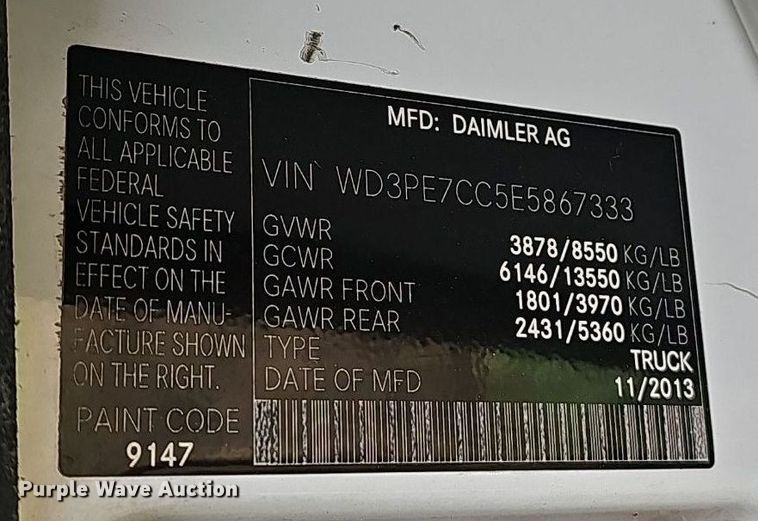 THIS VEHICLE
CONFORMS TO
ALL APPLICABLE
FEDERAL
VEHICLE SAFETY
STANDARDS IN
EFFECT ON THE
DATE OF MANU-
FACTURE SHOWN
ON THE RIGHT.
PAINT CODE
9147
MFD: DAIMLER AG
VIN WD3PE7CC5E5867333
GVWR 3878/8550 KG/LB
GCWR 6146/13550 KG/LB
GAWR FRONT 1801/3970 KG/LB
GAWR REAR 2431/5360 KG/LB
TYPE TRUCK
DATE OF MFD 11/2013
Purple Wave Auction